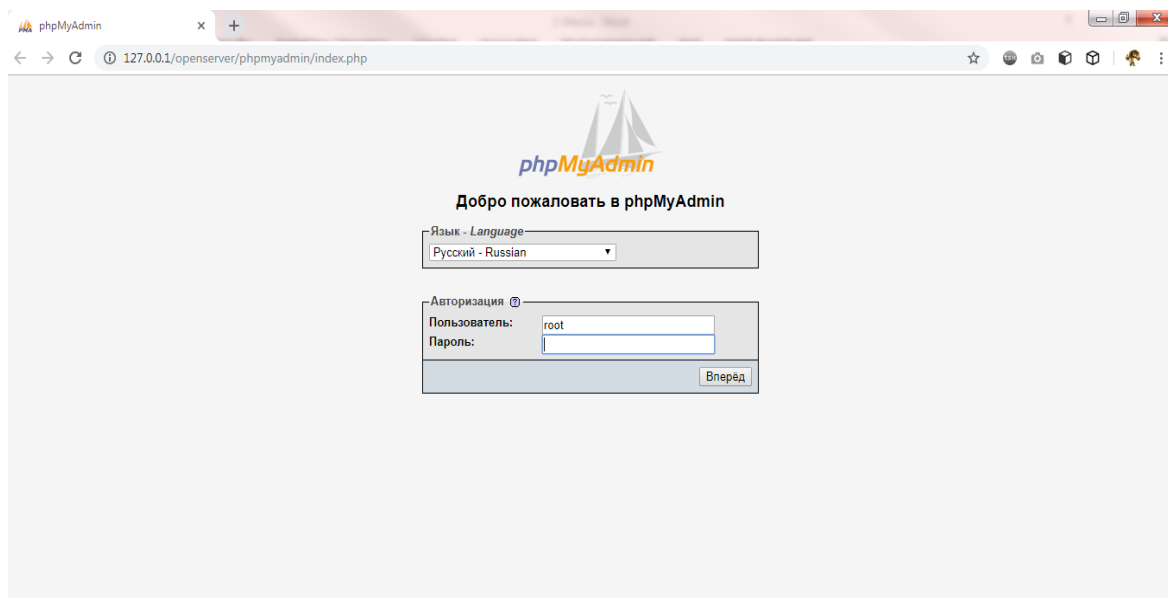 phpMyAdmin
127.0.0.1/openserver/phpmyadmin/index.php
phpMyAdmin
Добро пожаловать в phpMyAdmin
Язык - Language
Русский - Russian
Авторизация
Пользователь: root
Пароль:
Вперёд